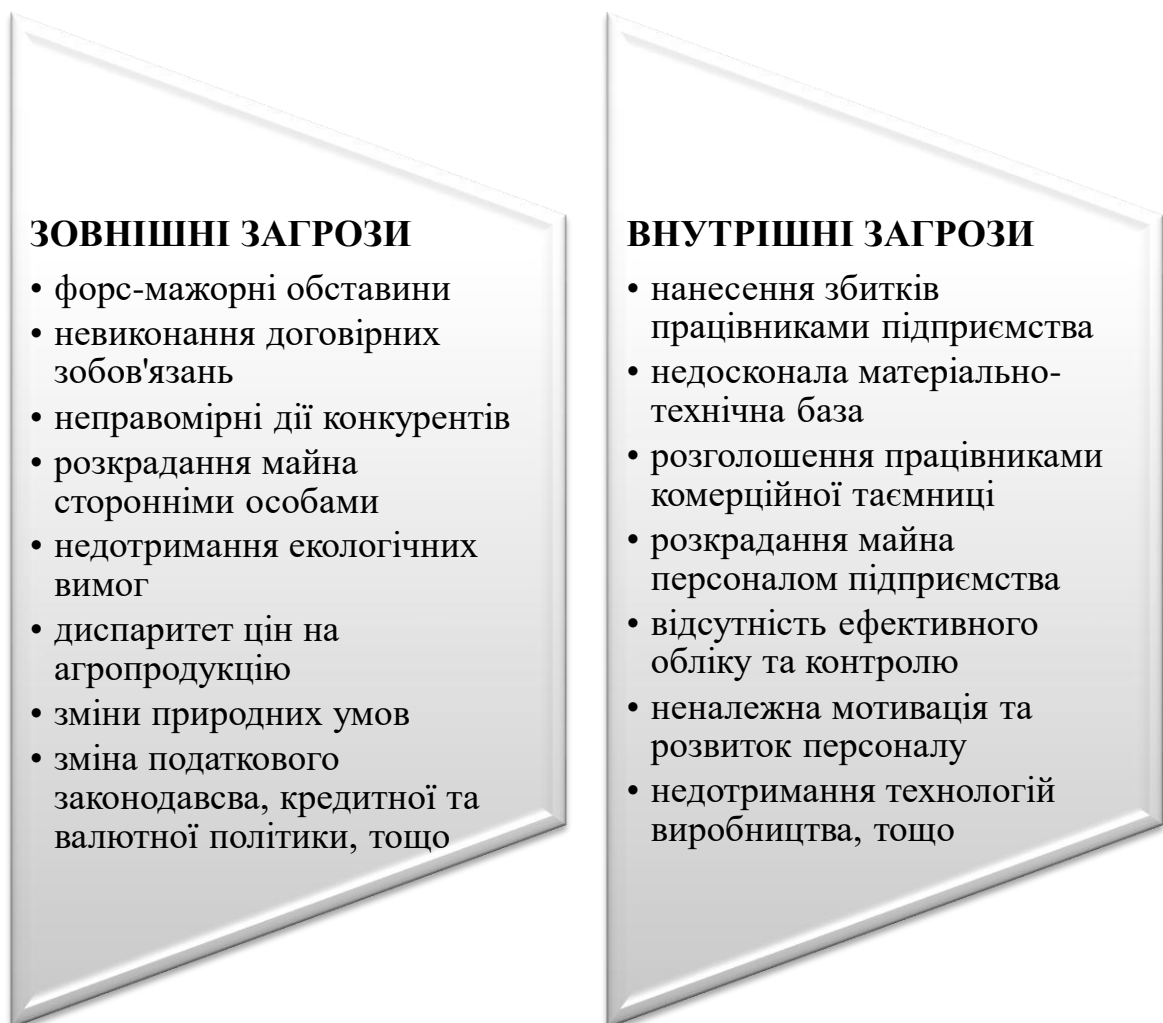 ЗОВНІШНІ ЗАГРОЗИ
• форс-мажорні обставини
• невиконання договірних
зобов'язань
• неправомірні дії конкурентів
• розкрадання майна
сторонніми особами
• недотримання екологічних
вимог
• диспаритет цін на
агропродукцію
• зміни природних умов
• зміна податкового
законодавсва, кредитної та
валютної політики, тощо
ВНУТРІШНІ ЗАГРОЗИ
• нанесення збитків
працівниками підприємства
• недосконала матеріально-
технічна база
• розголошення працівниками
комерційної таємниці
• розкрадання майна
персоналом підприємства
• відсутність ефективного
обліку та контролю
• неналежна мотивація та
розвиток персоналу
• недотримання технологій
виробництва, тощо